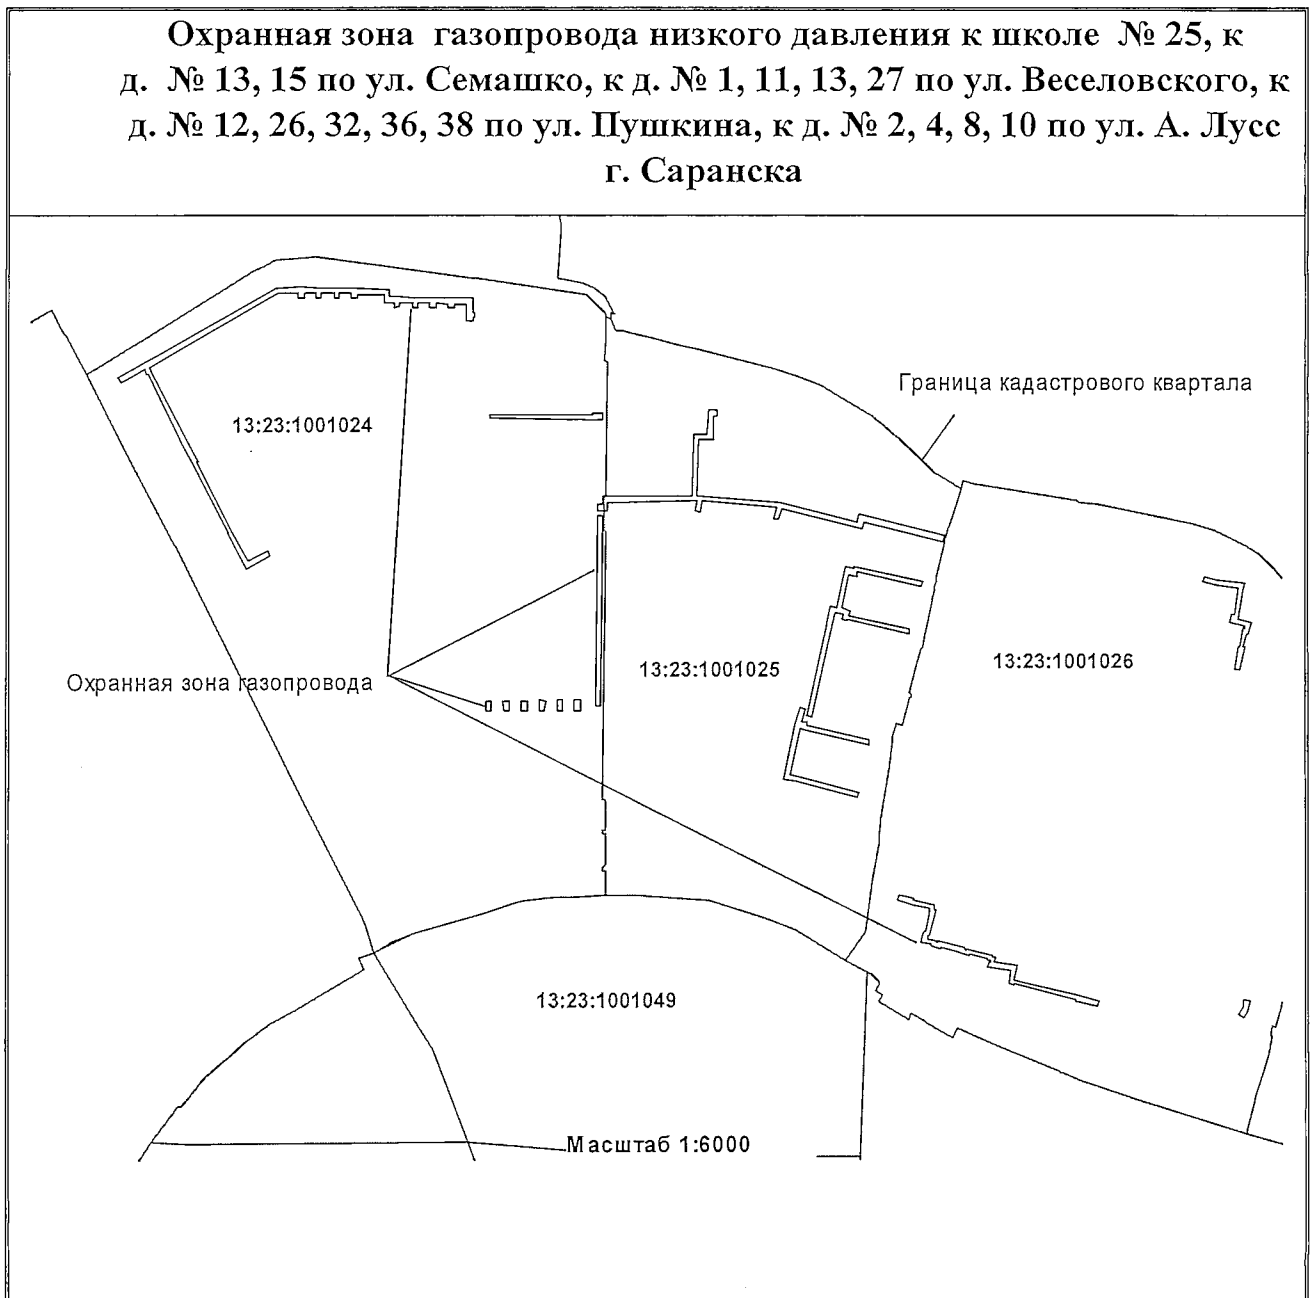 Охранная зона газопровода низкого давления к школе № 25, к
д. № 13, 15 по ул. Семашко, к д. № 1, 11, 13, 27 по ул. Веселовского, к
д. № 12, 26, 32, 36, 38 по ул. Пушкина, к д. № 2, 4, 8, 10 по ул. А. Лусс
г. Саранска
Граница кадастрового квартала
13:23:1001024
13:23:1001025
13:23:1001026
Охранная зона газопровода
13:23:1001049
Масштаб 1:6000